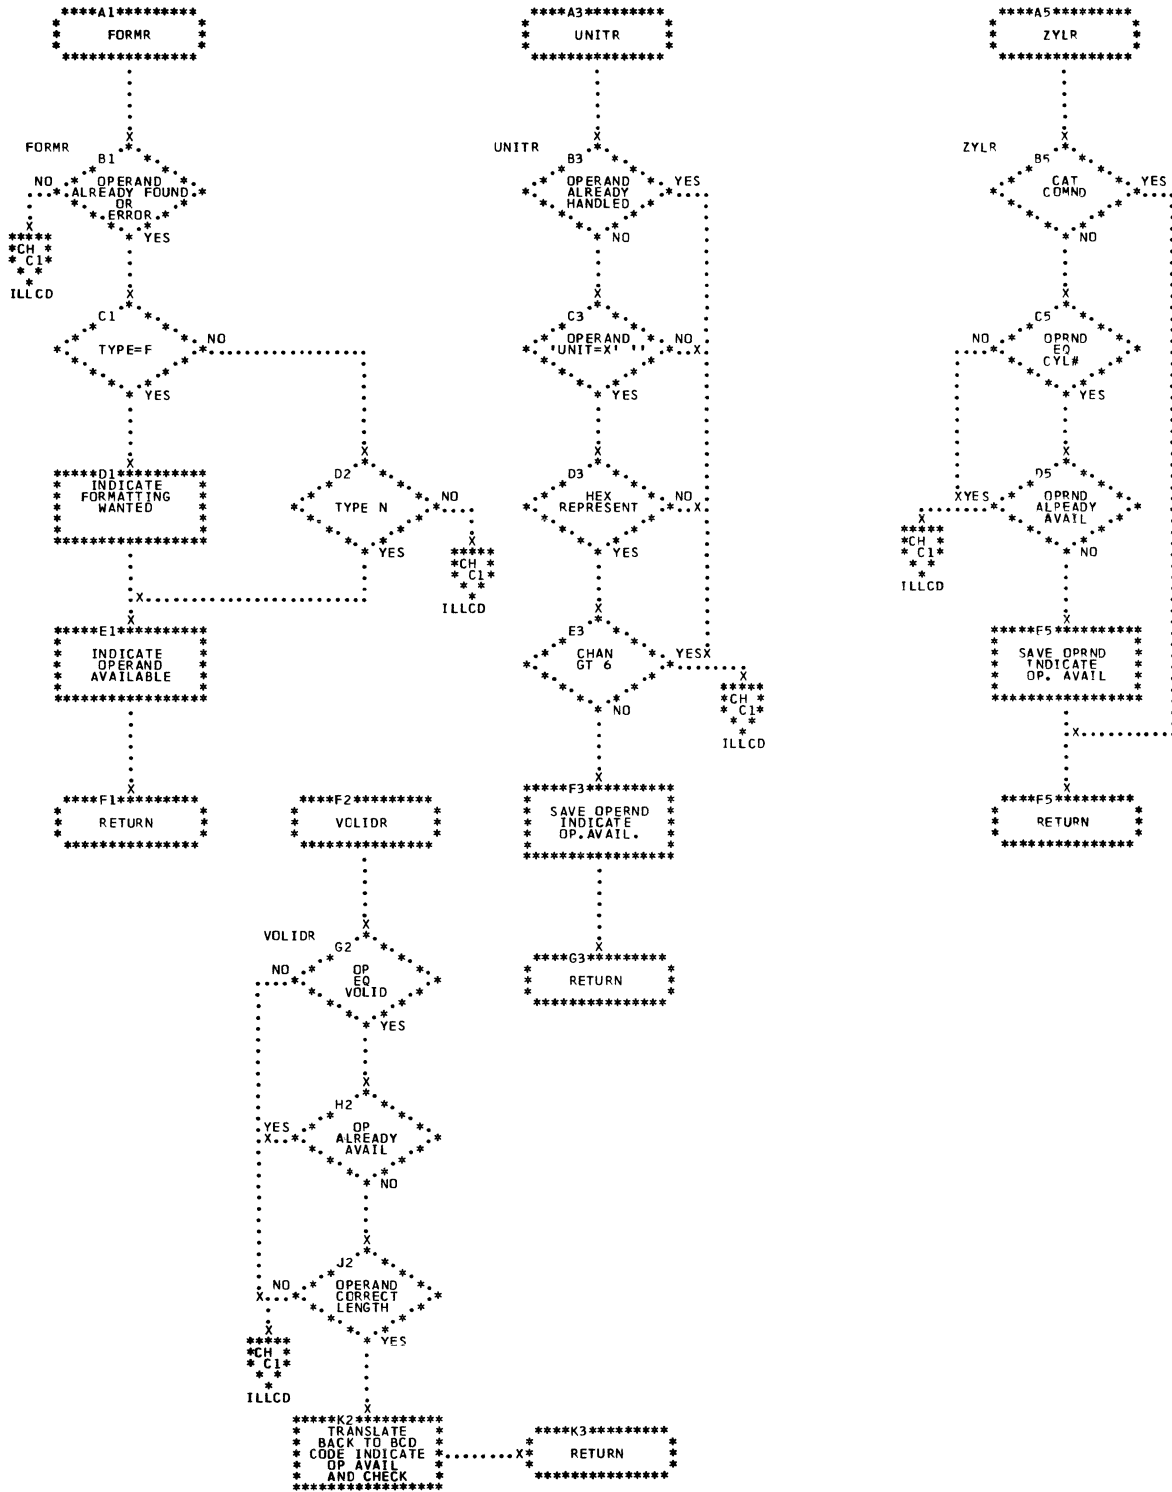 A1
FORMR
FORMR
B1
OPERAND
ALREADY FOUND
OR
ERROR
NO
YES
CH
C1
ILLCD
C1
TYPE=F
NO
YES
D1
INDICATE
FORMATTING
WANTED
D2
TYPE N
NO
YES
CH
C1
ILLCD
E1
INDICATE
OPERAND
AVAILABLE
F1
RETURN
F2
VOLIDR
VOLIDR
G2
OP
EQ
VOLID
NO
YES
H2
OP
ALREADY
AVAIL
YES
NO
J2
OPERAND
CORRECT
LENGTH
NO
YES
CH
C1
ILLCD
K2
TRANSLATE
BACK TO BCD
CODE INDICATE
OP AVAIL
AND CHECK
K3
RETURN
A3
UNITR
UNITR
B3
OPERAND
ALREADY
HANDLED
YES
NO
C3
OPERAND
'UNIT=X' '
NO
YES
D3
HEX
REPRESENT
NO
YES
E3
CHAN
GT 6
YES
NO
CH
C1
ILLCD
F3
SAVE OPERND
INDICATE
OP.AVAIL.
G3
RETURN
A5
ZYLR
ZYLR
B5
CAT
COMND
YES
NO
C5
OPRND
EQ
CYL#
NO
YES
D5
OPRND
ALREADY
AVAIL
YES
NO
CH
C1
ILLCD
F5
SAVE OPRND
INDICATE
OP. AVAIL
F5
RETURN